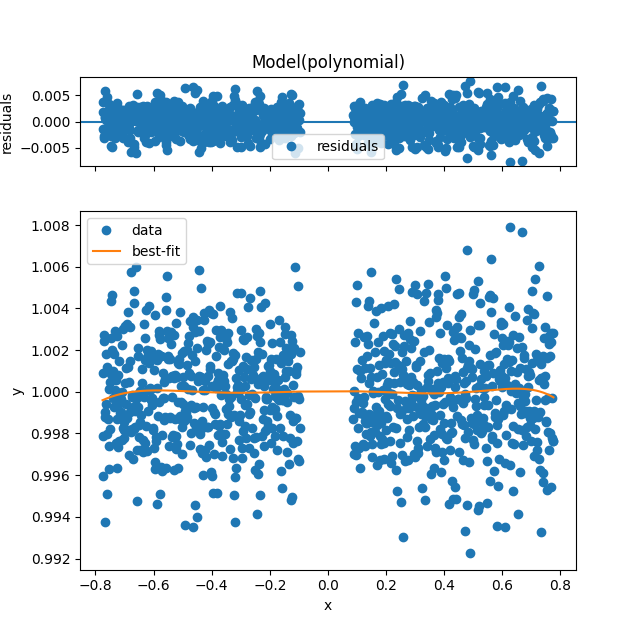 Model(polynomial)
0.005
0.000
−0.005
residuals
residuals
1.008
1.006
1.004
1.002
1.000
0.998
0.996
0.994
0.992
y
data
best-fit
−0.8 −0.6 −0.4 −0.2 0.0 0.2 0.4 0.6 0.8
x